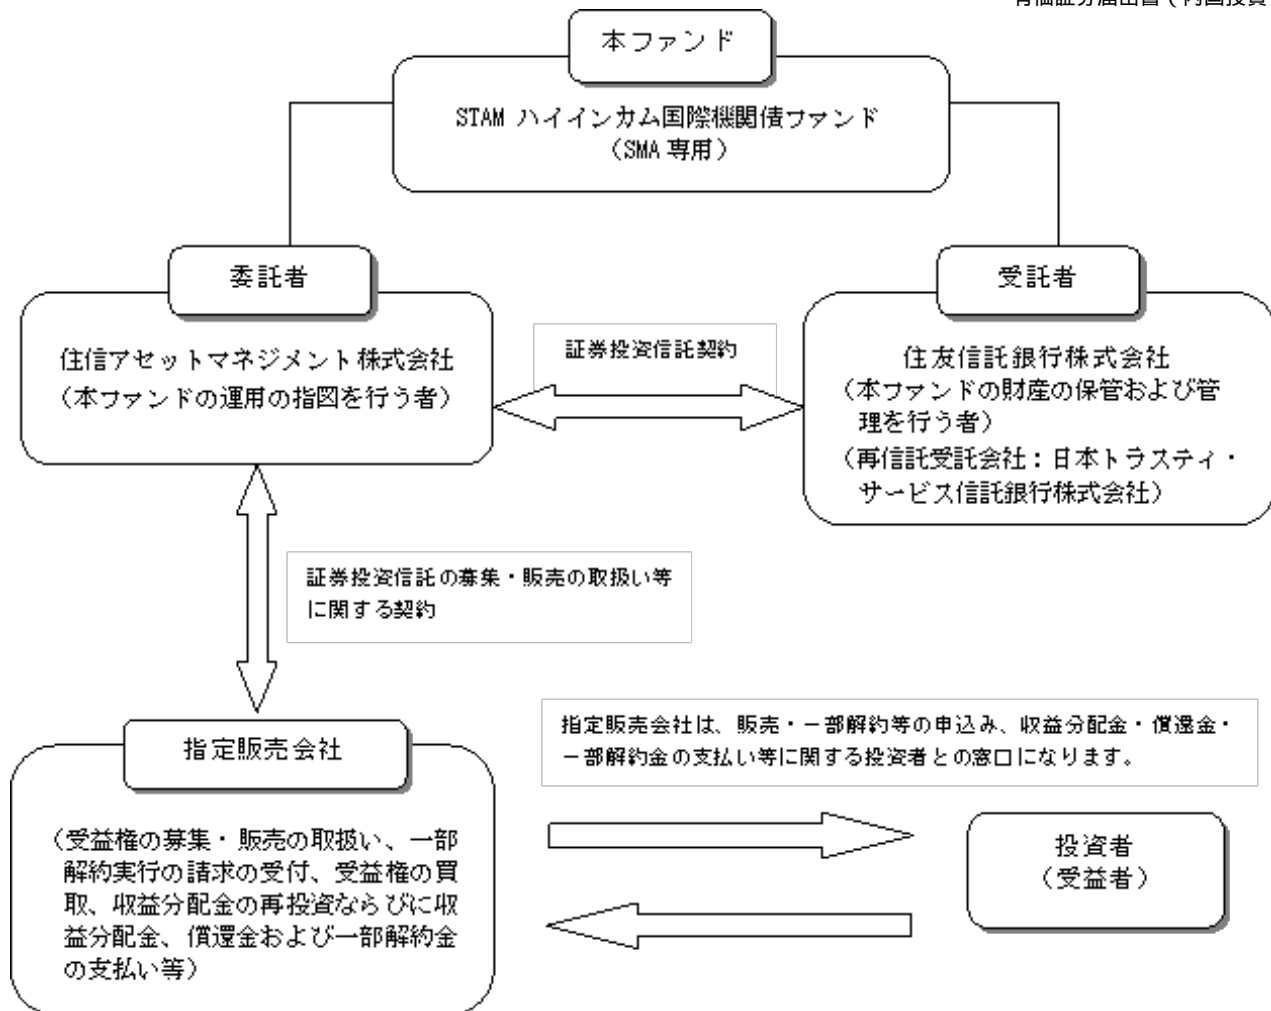 有価証券届出書(内国投資
本ファンド
STAM ハイインカム国際機関債ファンド
(SMA 専用)
委託者
受託者
住信アセットマネジメント株式会社
(本ファンドの運用の指図を行う者)
証券投資信託契約
住友信託銀行株式会社
(本ファンドの財産の保管および管
理を行う者)
(再信託受託会社:日本トラスティ・
サービス信託銀行株式会社)
証券投資信託の募集・販売の取扱い等
に関する契約
指定販売会社
指定販売会社は、販売・一部解約等の申込み、収益分配金・償還金・
一部解約金の支払い等に関する投資者との窓口になります。
(受益権の募集・販売の取扱い、一部
解約実行の請求の受付、受益権の買
取、収益分配金の再投資ならびに収
益分配金、償還金および一部解約金
の支払い等)
投資者
(受益者)